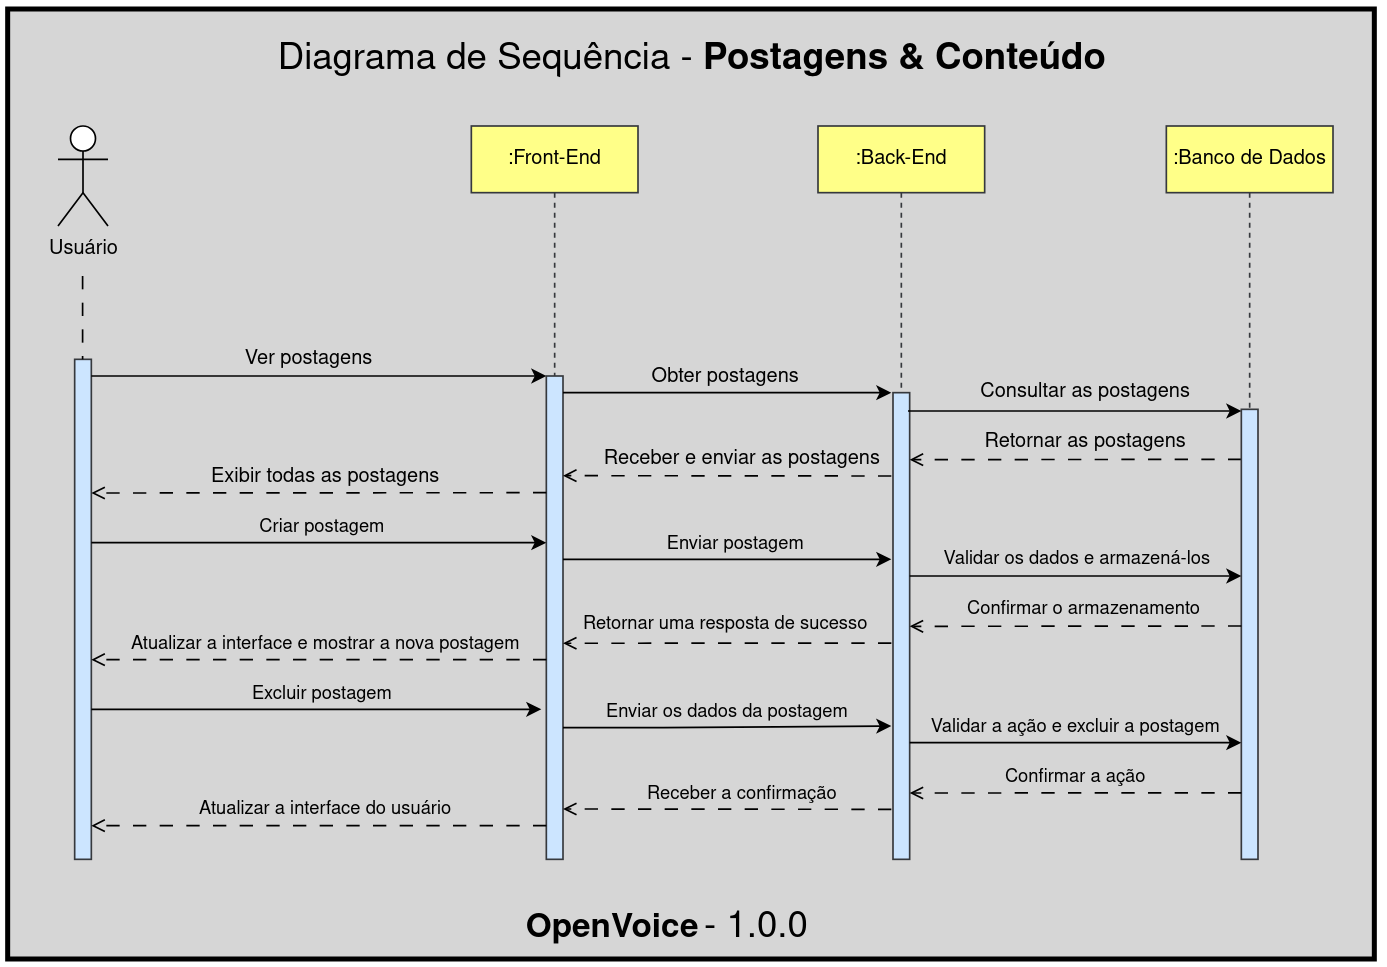 Diagrama de Sequência - Postagens & Conteúdo
:Front-End
:Back-End
:Banco de Dados
Usuário
Ver postagens
Obter postagens
Consultar as postagens
Retornar as postagens
Receber e enviar as postagens
Exibir todas as postagens
Criar postagem
Enviar postagem
Validar os dados e armazená-los
Confirmar o armazenamento
Retornar uma resposta de sucesso
Atualizar a interface e mostrar a nova postagem
Excluir postagem
Enviar os dados da postagem
Validar a ação e excluir a postagem
Confirmar a ação
Receber a confirmação
Atualizar a interface do usuário
OpenVoice - 1.0.0